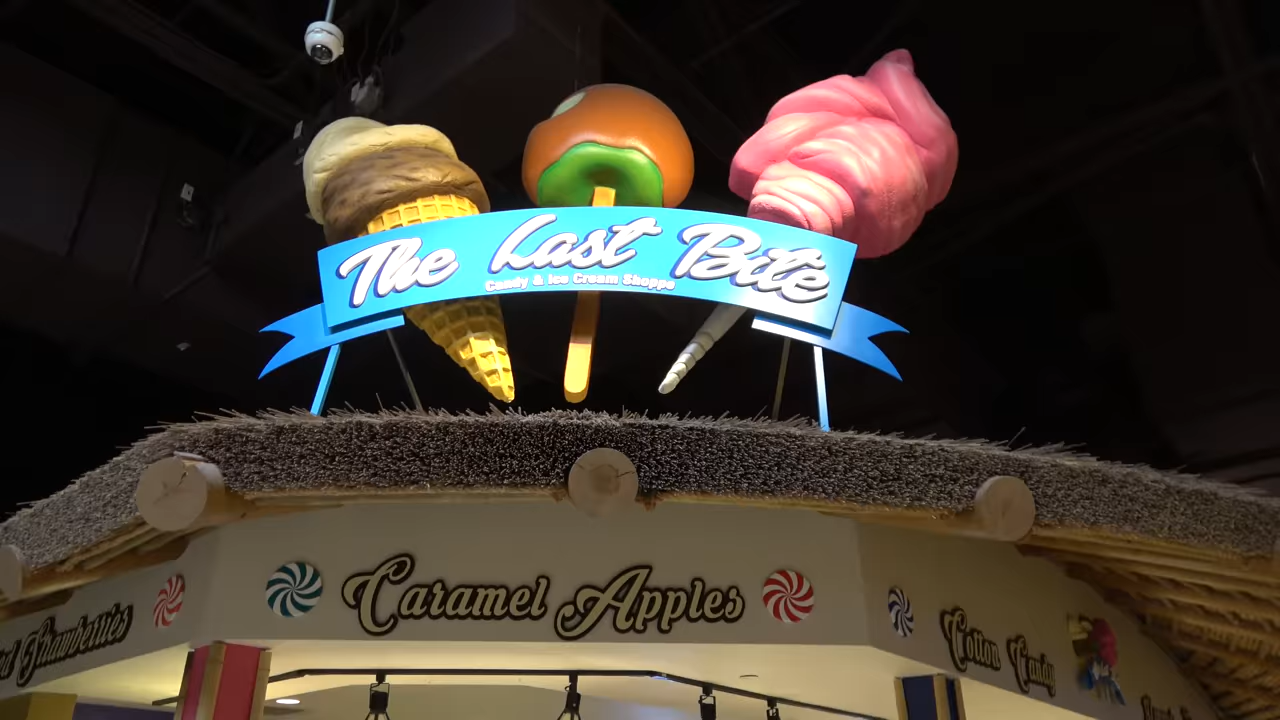 The Last Bite
Candy & Ice Cream Shoppe
Strawberries
Caramel Apples
Cotton Candy